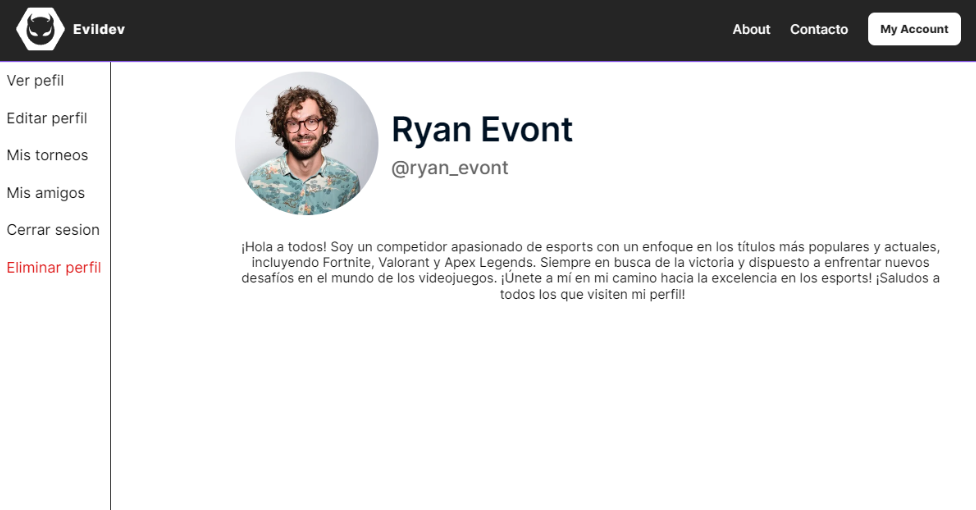 Evildev
About
Contacto
My Account
Ver pefil
Editar perfil
Mis torneos
Mis amigos
Cerrar sesion
Eliminar perfil
Ryan Evont
@ryan_evont
¡Hola a todos! Soy un competidor apasionado de esports con un enfoque en los títulos más populares y actuales,
incluyendo Fortnite, Valorant y Apex Legends. Siempre en busca de la victoria y dispuesto a enfrentar nuevos
desafíos en el mundo de los videojuegos. ¡Únete a mí en mi camino hacia la excelencia en los esports! ¡Saludos a
todos los que visiten mi perfil!